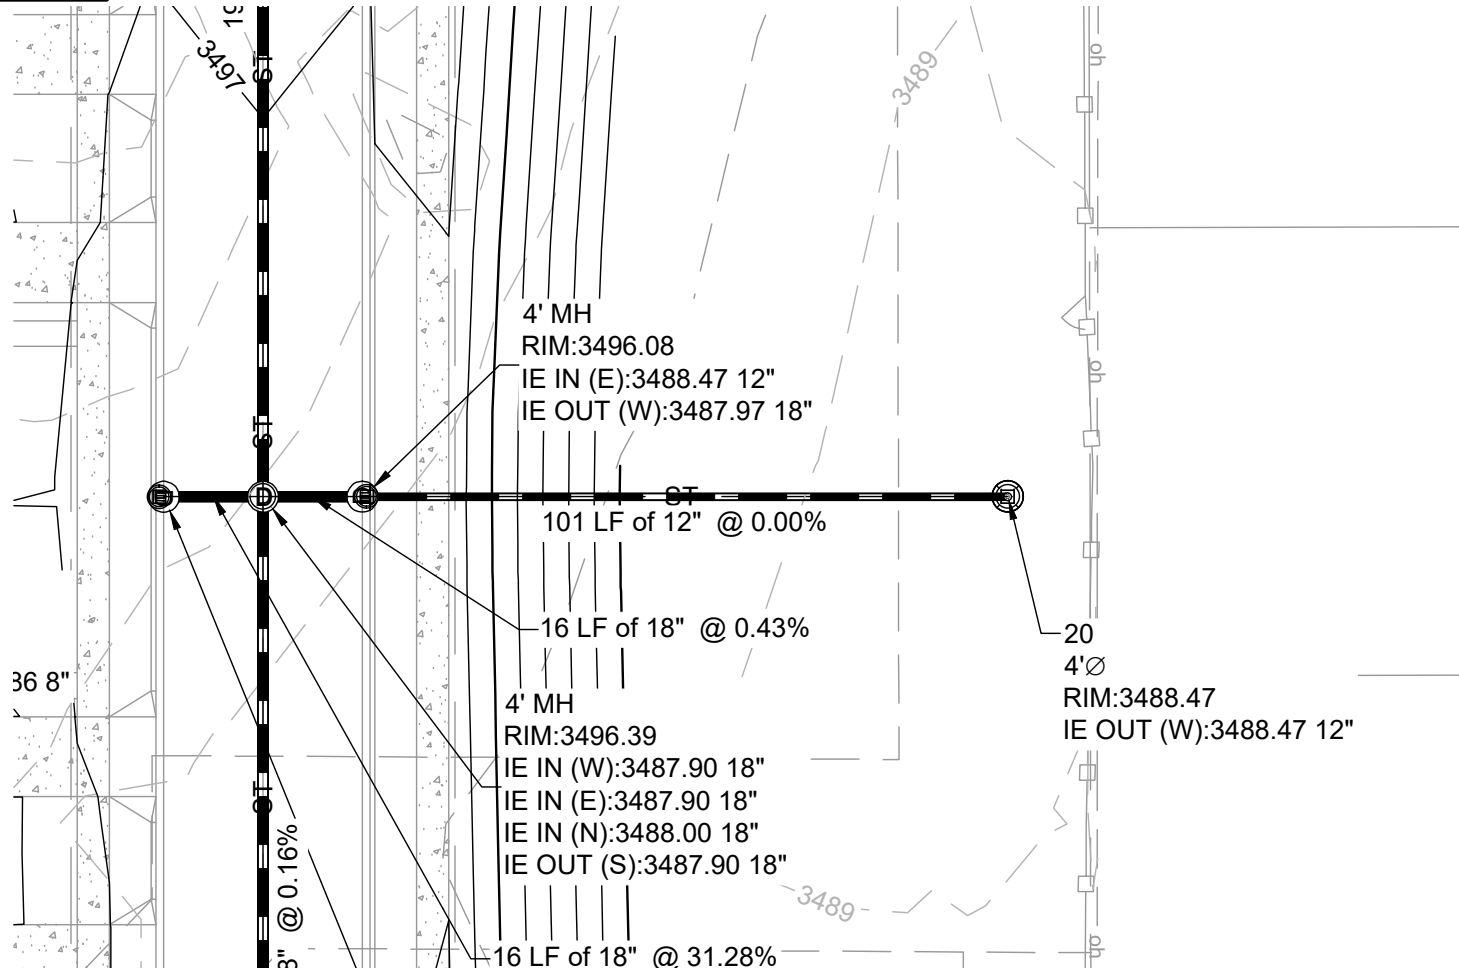 19
3497
ST
3489
oh
4' MH
RIM:3496.08
IE IN (E):3488.47 12"
IE OUT (W):3487.97 18"
oh
ST
D
ST
101 LF of 12" @ 0.00%
16 LF of 18" @ 0.43%
20
4'∅
RIM:3488.47
IE OUT (W):3488.47 12"
36 8"
4' MH
RIM:3496.39
IE IN (W):3487.90 18"
IE IN (E):3487.90 18"
IE IN (N):3488.00 18"
IE OUT (S):3487.90 18"
ST
8" @ 0.16%
3489
oh
16 LF of 18" @ 31.28%